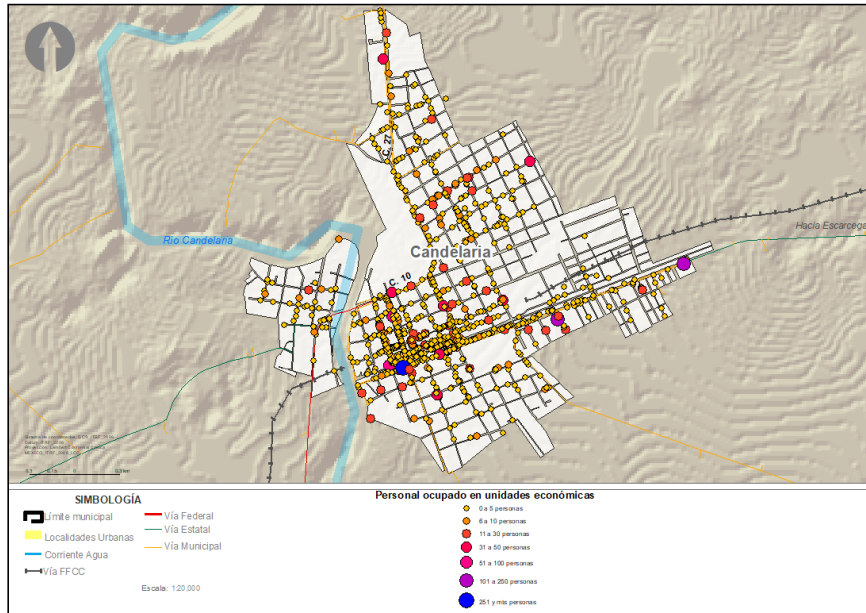 C. 27
Río Candelaria
Hacia Escarcega
Candelaria
C. 10
SIMBOLOGÍA
Límite municipal
Localidades Urbanas
Corriente Agua
Vía FFCC
Vía Federal
Vía Estatal
Vía Municipal
Escala: 1:20,000
Personal ocupado en unidades económicas
0 a 5 personas
6 a 10 personas
11 a 30 personas
31 a 50 personas
51 a 100 personas
101 a 250 personas
251 y más personas